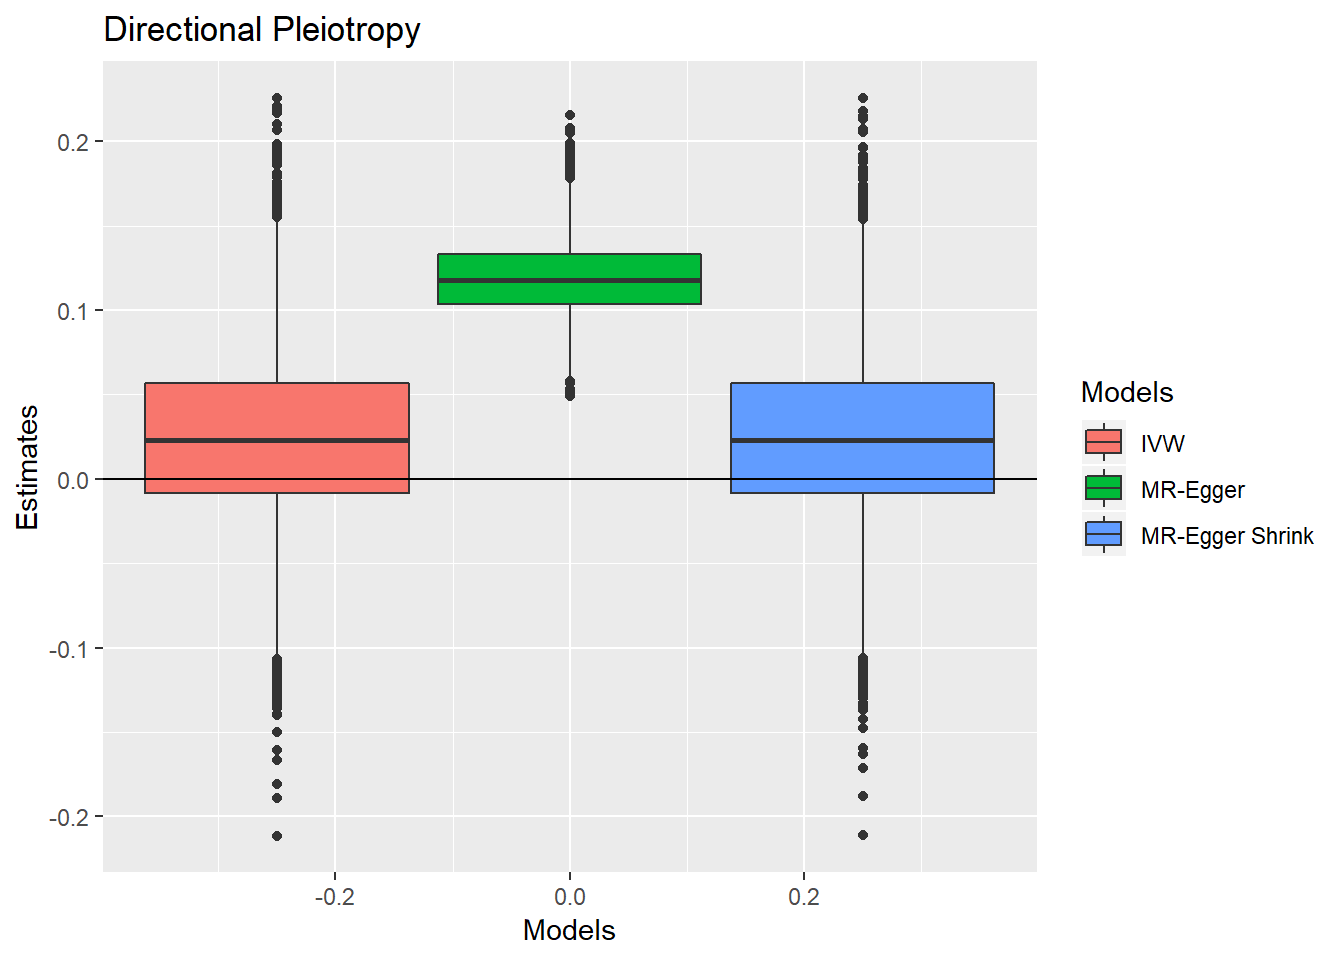 Directional Pleiotropy
0.2
0.1
0.0
-0.1
-0.2
Estimates
-0.2
0.0
0.2
Models
Models
IVW
MR-Egger
MR-Egger Shrink